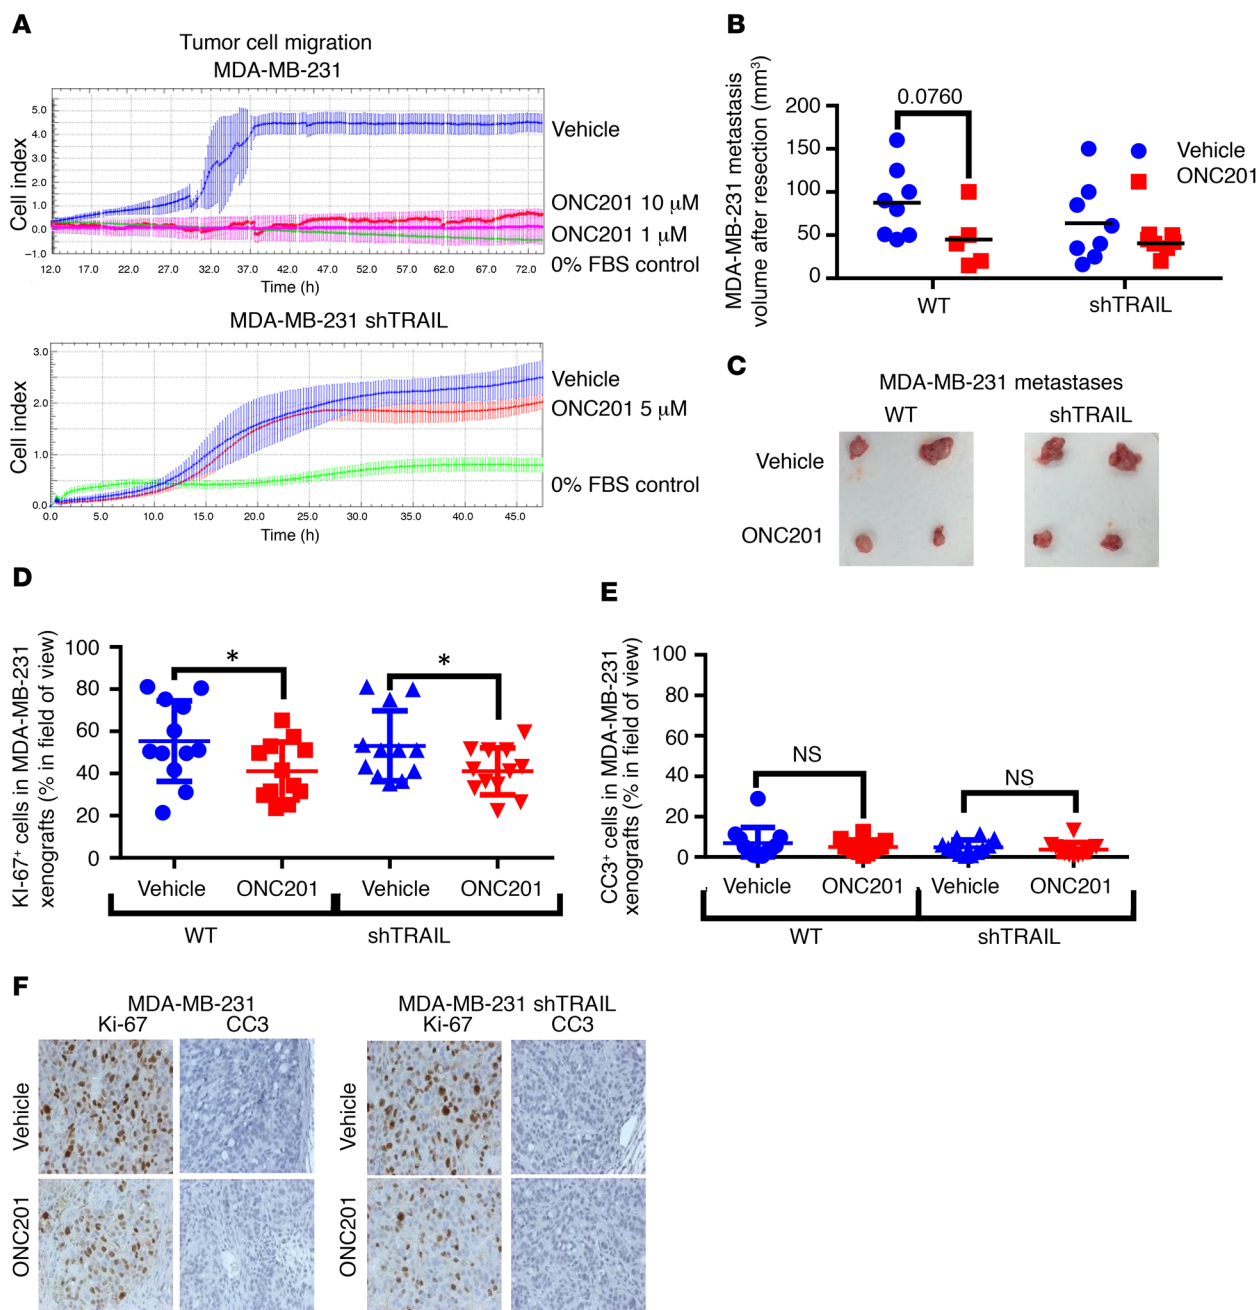 A
Tumor cell migration
MDA-MB-231
Cell index
5.0
4.0
3.0
2.0
1.0
0.0
−1.0
12.0 17.0 22.0 27.0 32.0 37.0 42.0 47.0 52.0 57.0 62.0 67.0 72.0
Time (h)
Vehicle
ONC201 10 μM
ONC201 1 μM
0% FBS control
MDA-MB-231 shTRAIL
Cell index
3.0
2.0
1.0
0.0
0.0 5.0 10.0 15.0 20.0 25.0 30.0 35.0 40.0 45.0
Time (h)
Vehicle
ONC201 5 μM
0% FBS control
B
MDA-MB-231 metastasis
volume after resection (mm³)
200
150
100
50
0
0.0760
WT shTRAIL
Vehicle
ONC201
C
MDA-MB-231 metastases
WT shTRAIL
Vehicle
ONC201
D
KI-67⁺ cells in MDA-MB-231
xenografts (% in field of view)
100
80
60
40
20
0
* *
Vehicle ONC201 Vehicle ONC201
WT shTRAIL
E
CC3⁺ cells in MDA-MB-231
xenografts (% in field of view)
100
80
60
40
20
0
NS NS
Vehicle ONC201 Vehicle ONC201
WT shTRAIL
F
MDA-MB-231 MDA-MB-231 shTRAIL
Ki-67 CC3 Ki-67 CC3
Vehicle Vehicle
ONC201 ONC201